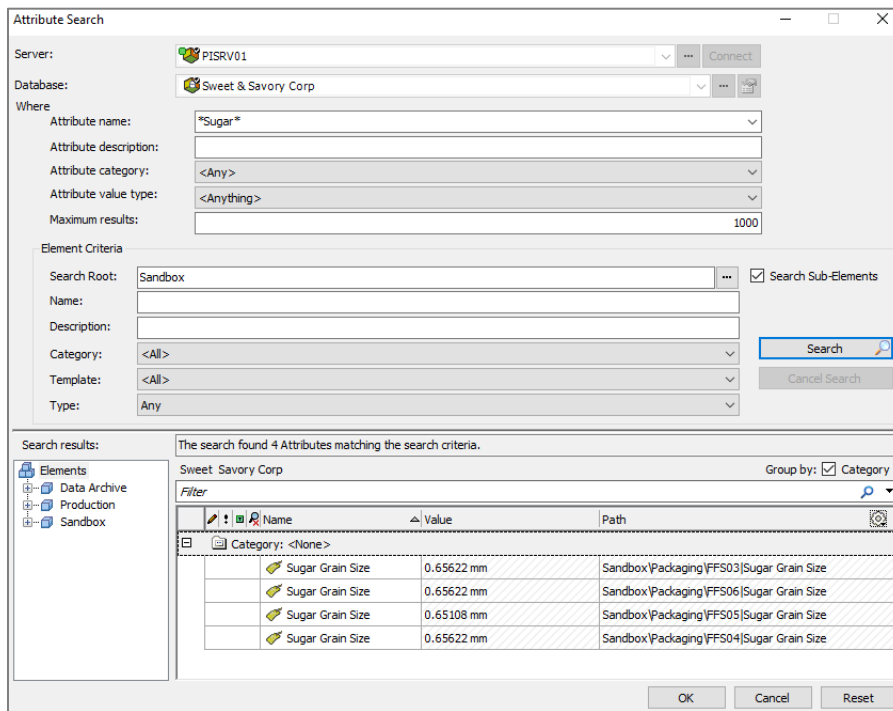 Attribute Search
Server: PISRV01 ... Connect
Database: Sweet & Savory Corp ...
Where
Attribute name: *Sugar*
Attribute description:
Attribute category: <Any>
Attribute value type: <Anything>
Maximum results: 1000
Element Criteria
Search Root: Sandbox ... Search Sub-Elements
Name:
Description:
Category: <All> Search
Template: <All> Cancel Search
Type: Any
Search results: The search found 4 Attributes matching the search criteria.
Elements
Data Archive
Production
Sandbox
Sweet Savory Corp Group by: Category
Filter
Name Value Path
Category: <None>
Sugar Grain Size 0.65622 mm Sandbox\Packaging\FFS03|Sugar Grain Size
Sugar Grain Size 0.65622 mm Sandbox\Packaging\FFS06|Sugar Grain Size
Sugar Grain Size 0.65108 mm Sandbox\Packaging\FFS05|Sugar Grain Size
Sugar Grain Size 0.65622 mm Sandbox\Packaging\FFS04|Sugar Grain Size
OK Cancel Reset